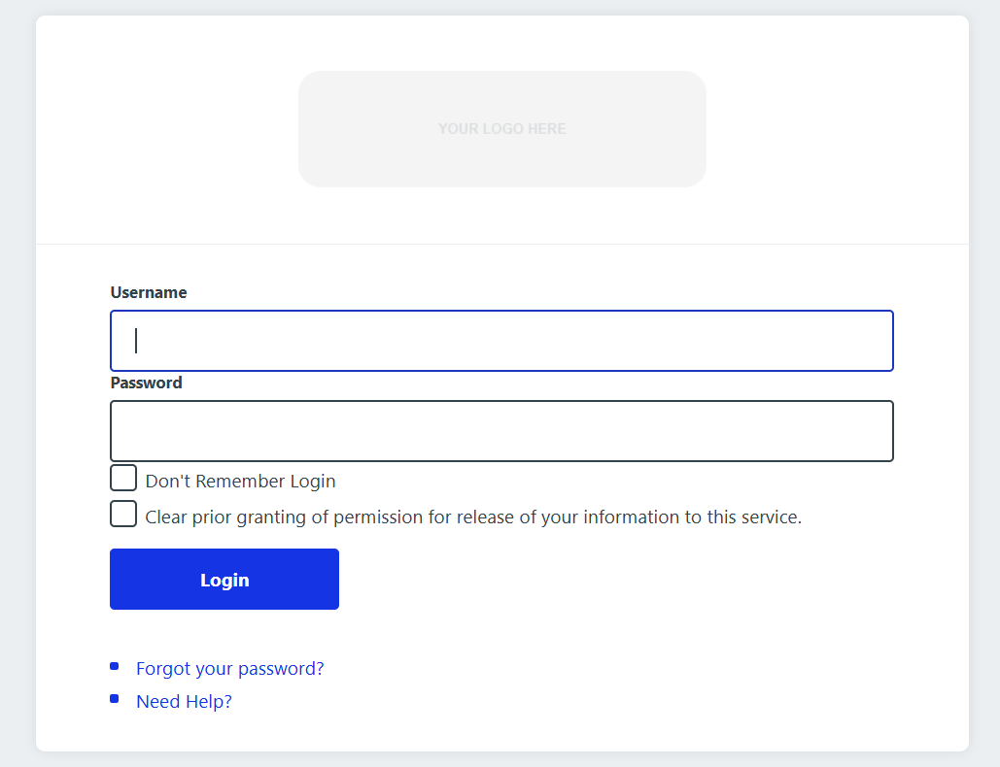 YOUR LOGO HERE
Username
Password
Don't Remember Login
Clear prior granting of permission for release of your information to this service.
Login
Forgot your password?
Need Help?